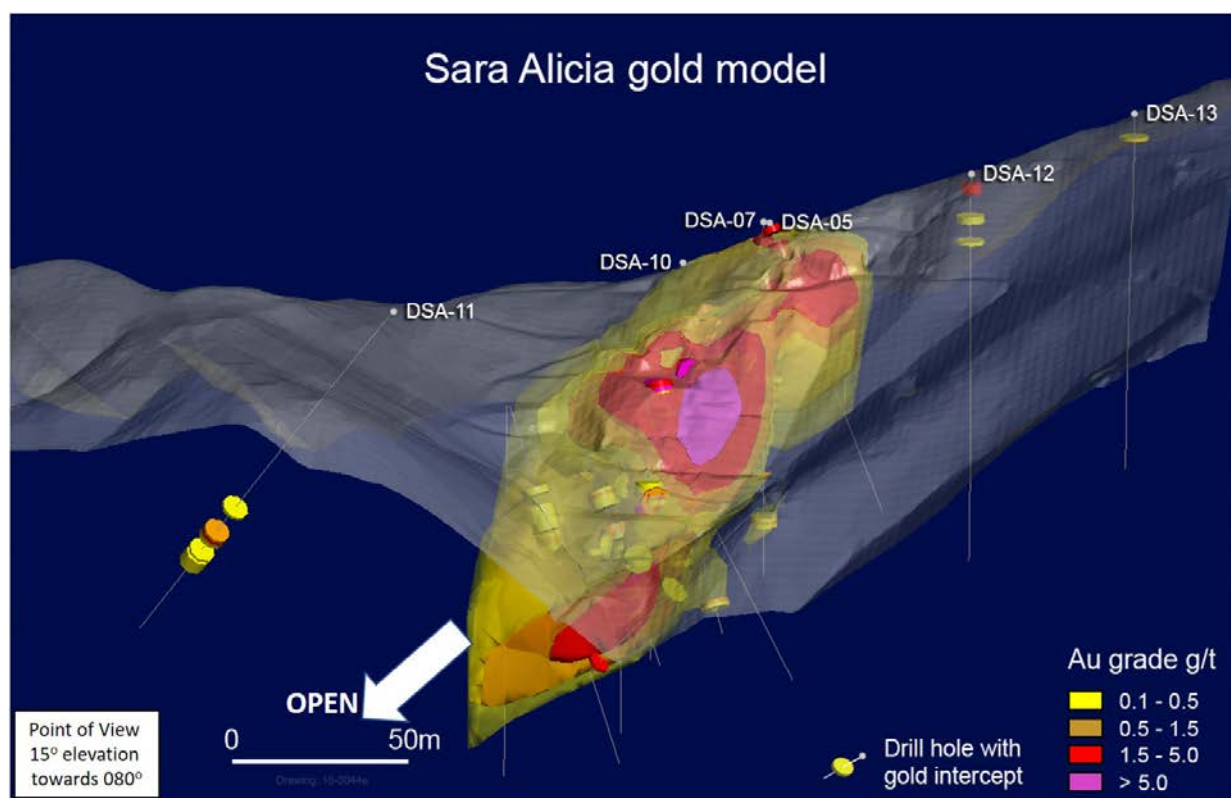 Sara Alicia gold model
DSA-13
DSA-12
DSA-07
DSA-05
DSA-10
DSA-11
OPEN
0 50m
Point of View
15º elevation
towards 080º
Drill hole with
gold intercept
Au grade g/t
0.1 - 0.5
0.5 - 1.5
1.5 - 5.0
> 5.0